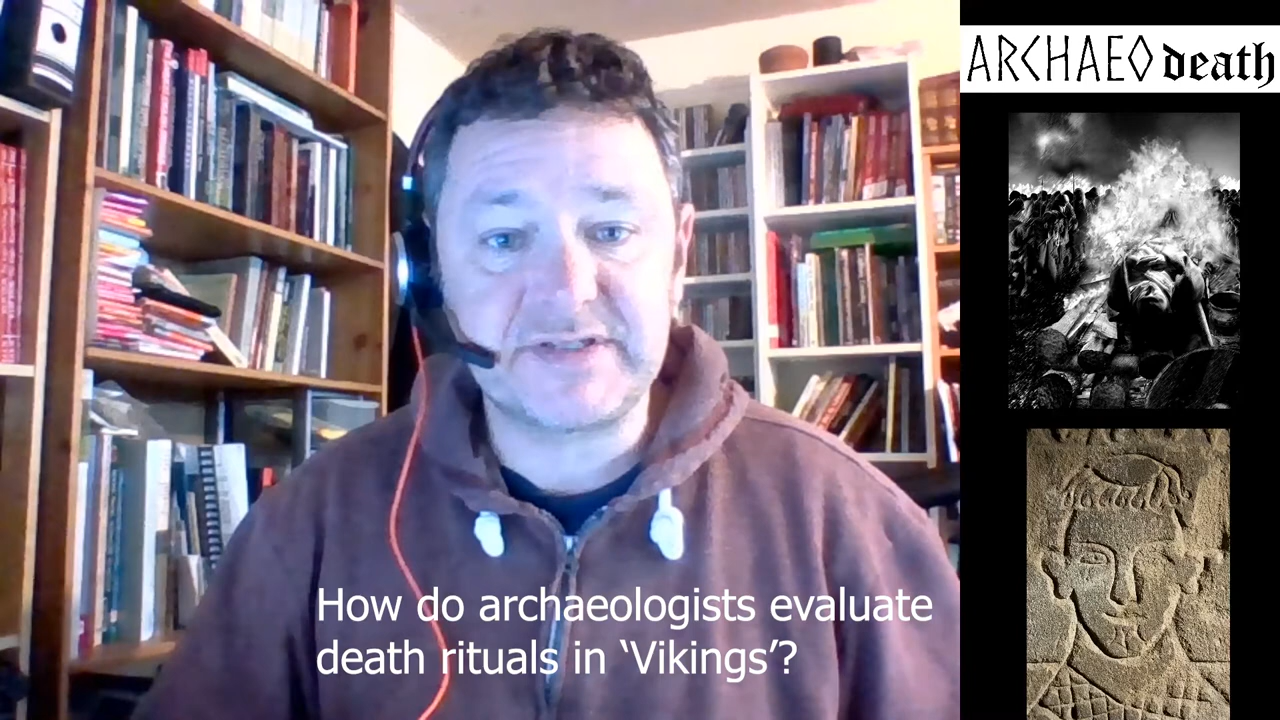 ARCHAEOdeath
How do archaeologists evaluate
death rituals in ‘Vikings’?